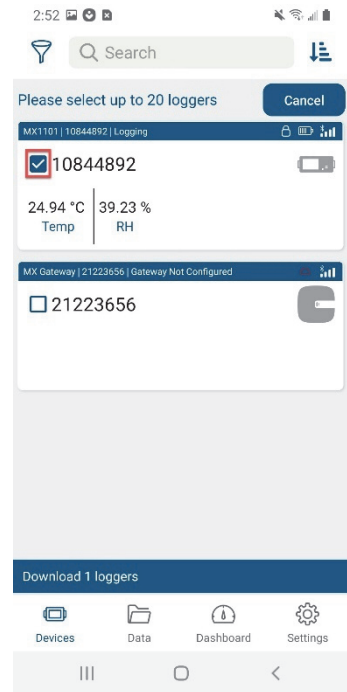 2:52
Search
Please select up to 20 loggers Cancel
MX1101 | 10844892 | Logging
10844892
24.94 °C 39.23 %
Temp RH
MX Gateway | 21223656 | Gateway Not Configured
21223656
Download 1 loggers
Devices Data Dashboard Settings